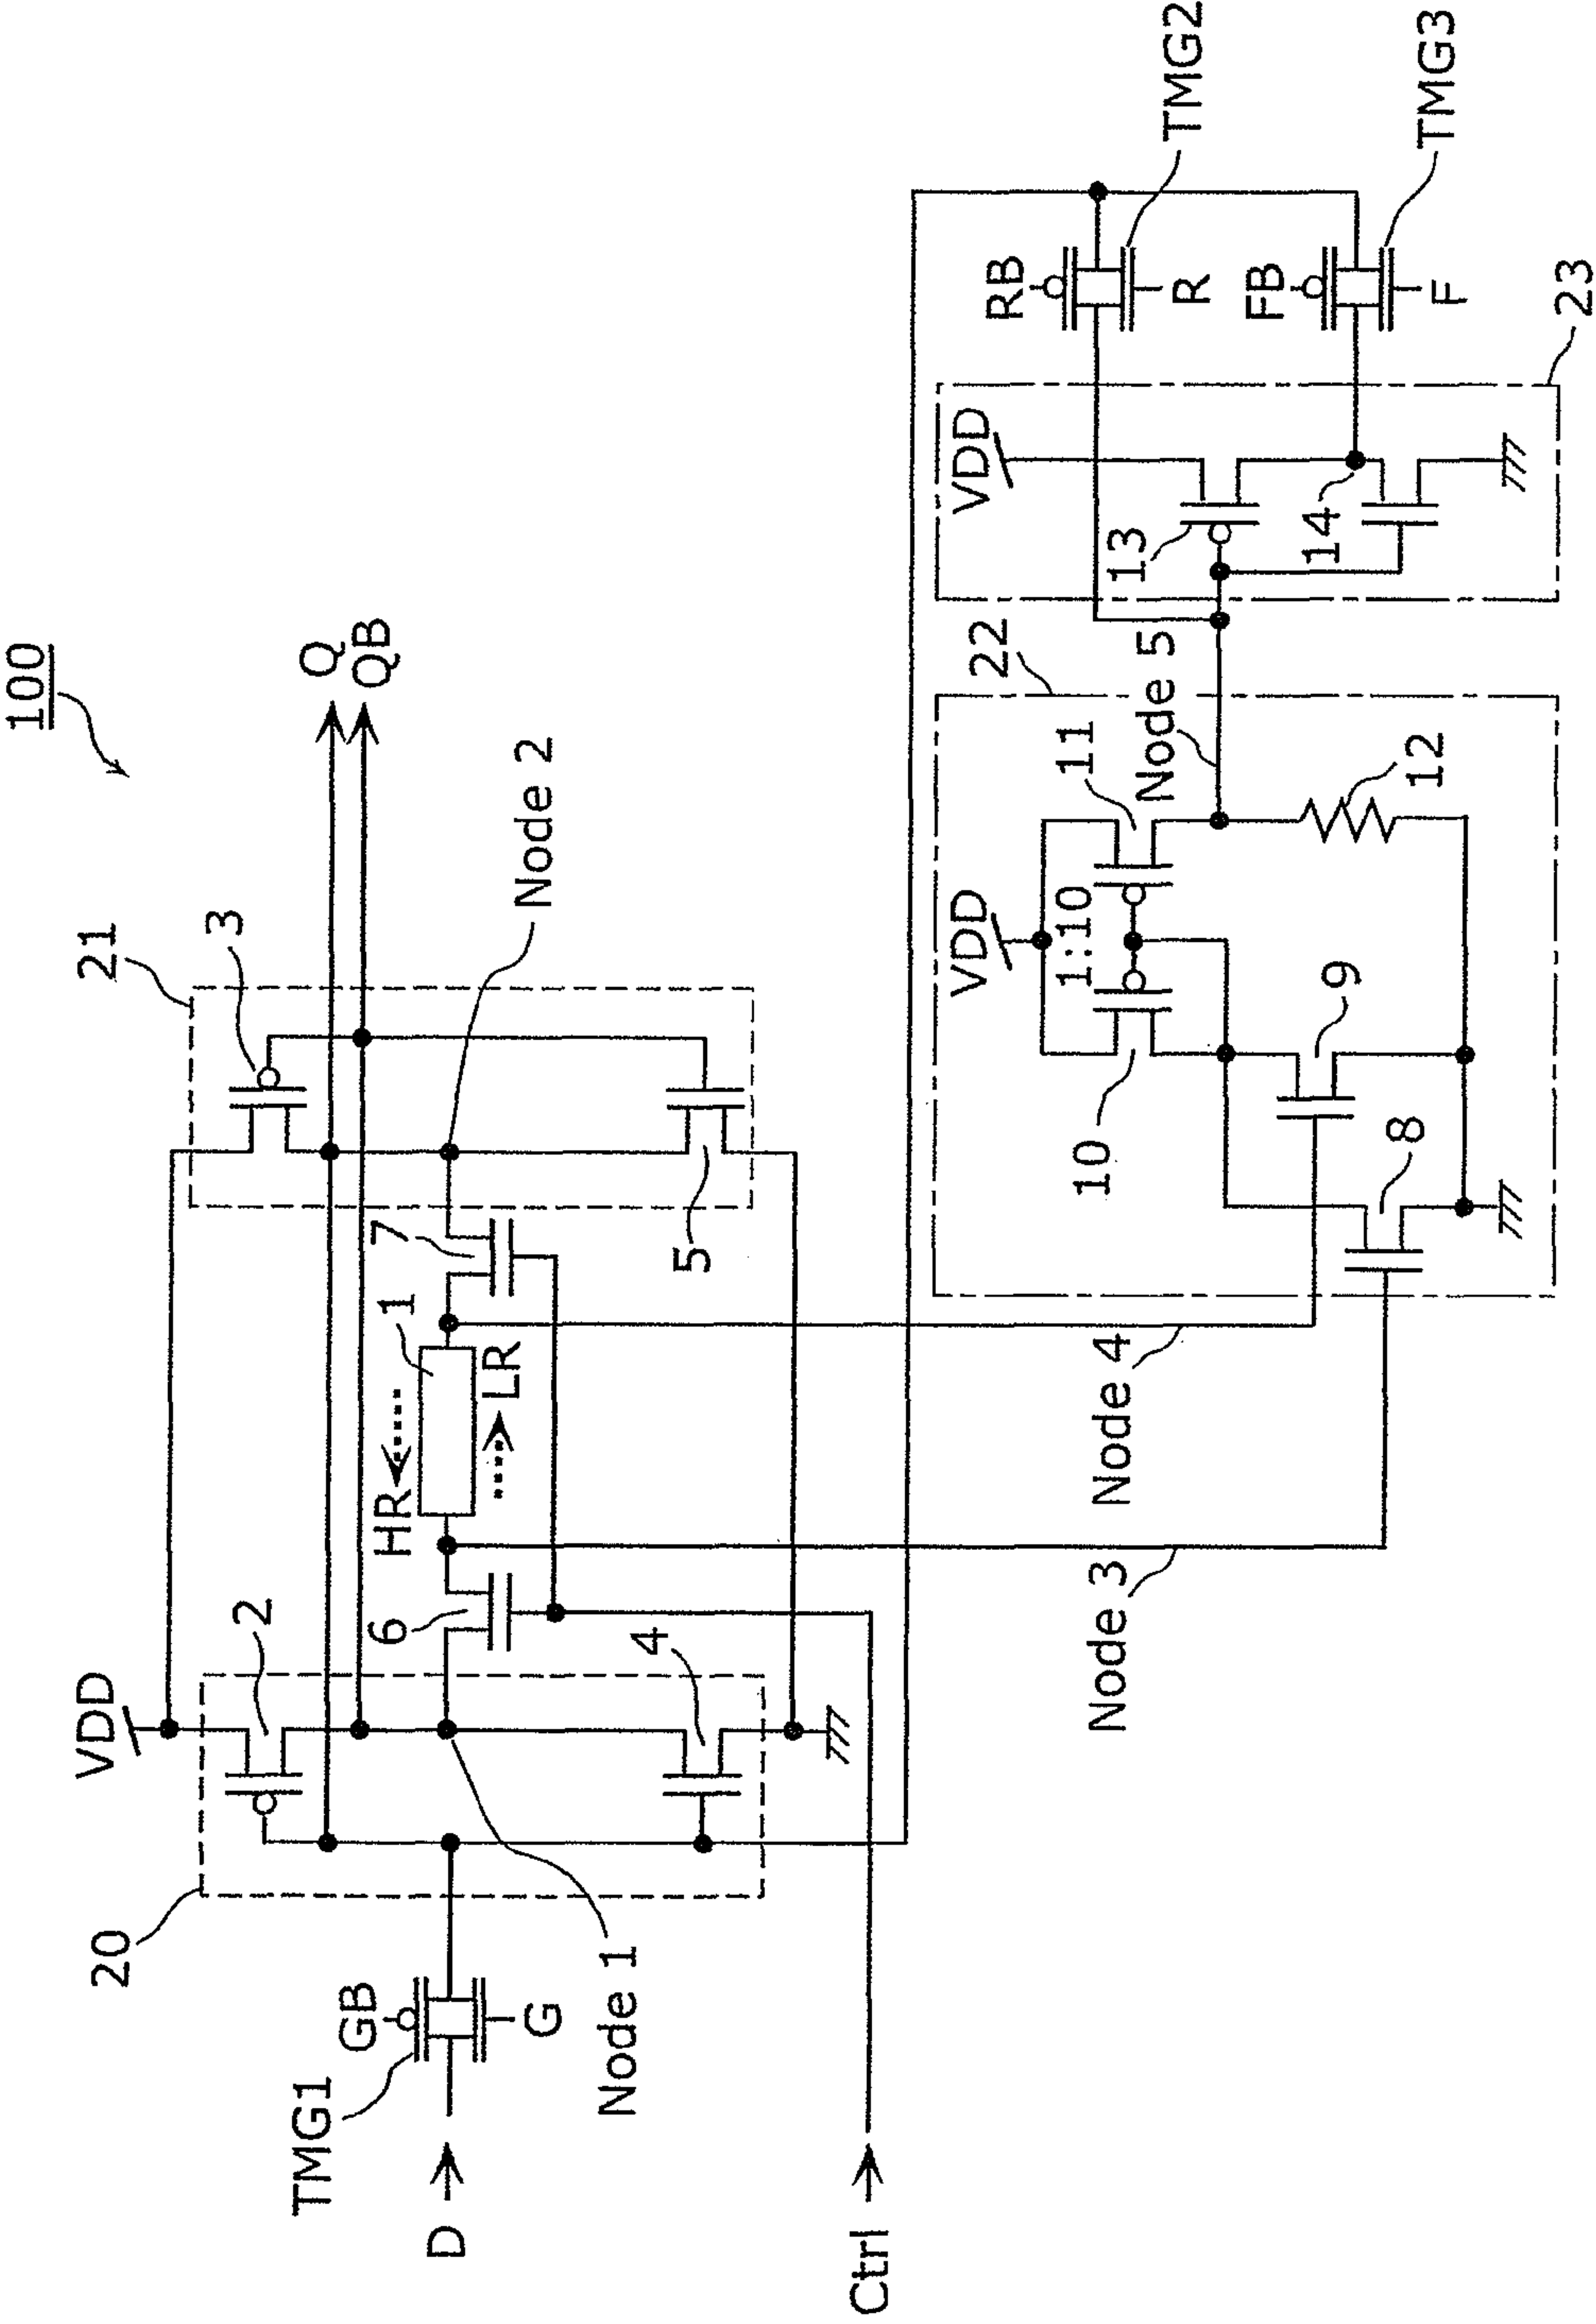 100
Q
QB
21
3
Node 2
VDD
2
20
HR
1
LR
7
6
5
4
GB
G
TMG1
D
Node 1
Ctrl
Node 3
Node 4
22
VDD
1:10
10
11
Node 5
12
9
8
VDD
13
14
23
RB
R
TMG2
FB
F
TMG3